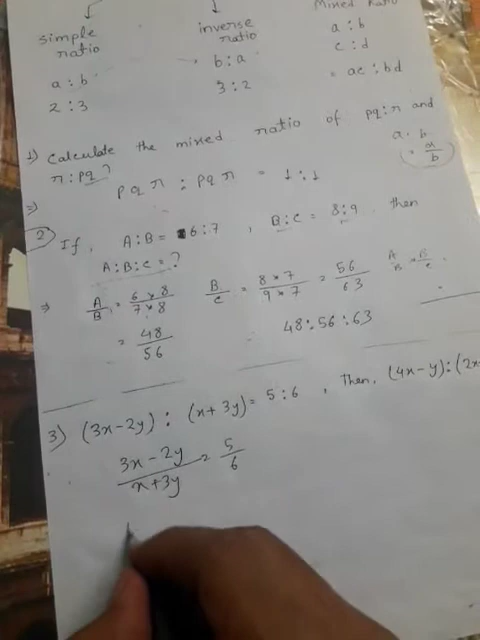 simple ratio
inverse ratio
Mixed Ratio
a : b
b : a
a : b
c : d
2 : 3
3 : 2
= ac : bd
1) Calculate the mixed ratio of pq:r and
r : pq ?
a : b
= a/b
⇒ pqr : pqr = 1 : 1
2) If, A:B = 6:7 , B:C = 8:9 , then
A:B:C = ?
⇒ A/B = 6×8/7×8 B/C = 8×7/9×7 = 56/63
= 48/56 48:56:63
3) (3x-2y) : (x+3y) = 5:6 , Then, (4x-y):(2x
3x-2y/x+3y = 5/6